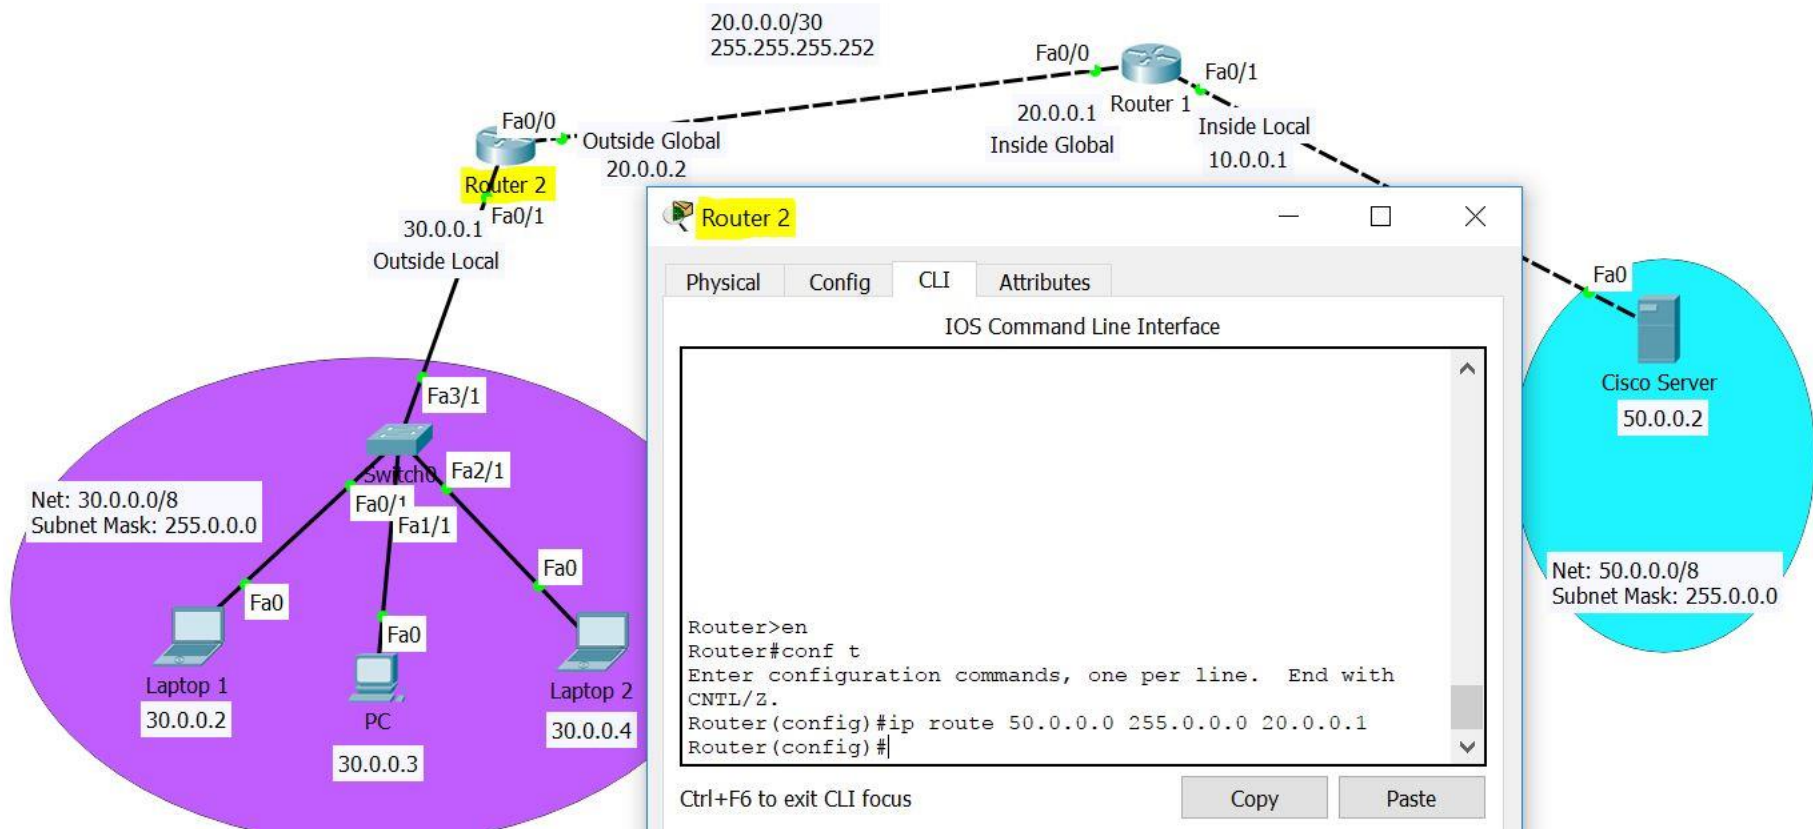 20.0.0.0/30
255.255.255.252
Fa0/0
Router 1
Fa0/1
20.0.0.1
Inside Global
Inside Local
10.0.0.1
Fa0/0
Outside Global
20.0.0.2
Router 2
Fa0/1
30.0.0.1
Outside Local
Fa3/1
Switch0
Fa2/1
Fa0/1
Fa1/1
Net: 30.0.0.0/8
Subnet Mask: 255.0.0.0
Fa0
Fa0
Fa0
Laptop 1
30.0.0.2
PC
30.0.0.3
Laptop 2
30.0.0.4
Router 2
Physical Config CLI Attributes
IOS Command Line Interface
Router>en
Router#conf t
Enter configuration commands, one per line.  End with
CNTL/Z.
Router(config)#ip route 50.0.0.0 255.0.0.0 20.0.0.1
Router(config)#
Ctrl+F6 to exit CLI focus
Copy Paste
Fa0
Cisco Server
50.0.0.2
Net: 50.0.0.0/8
Subnet Mask: 255.0.0.0